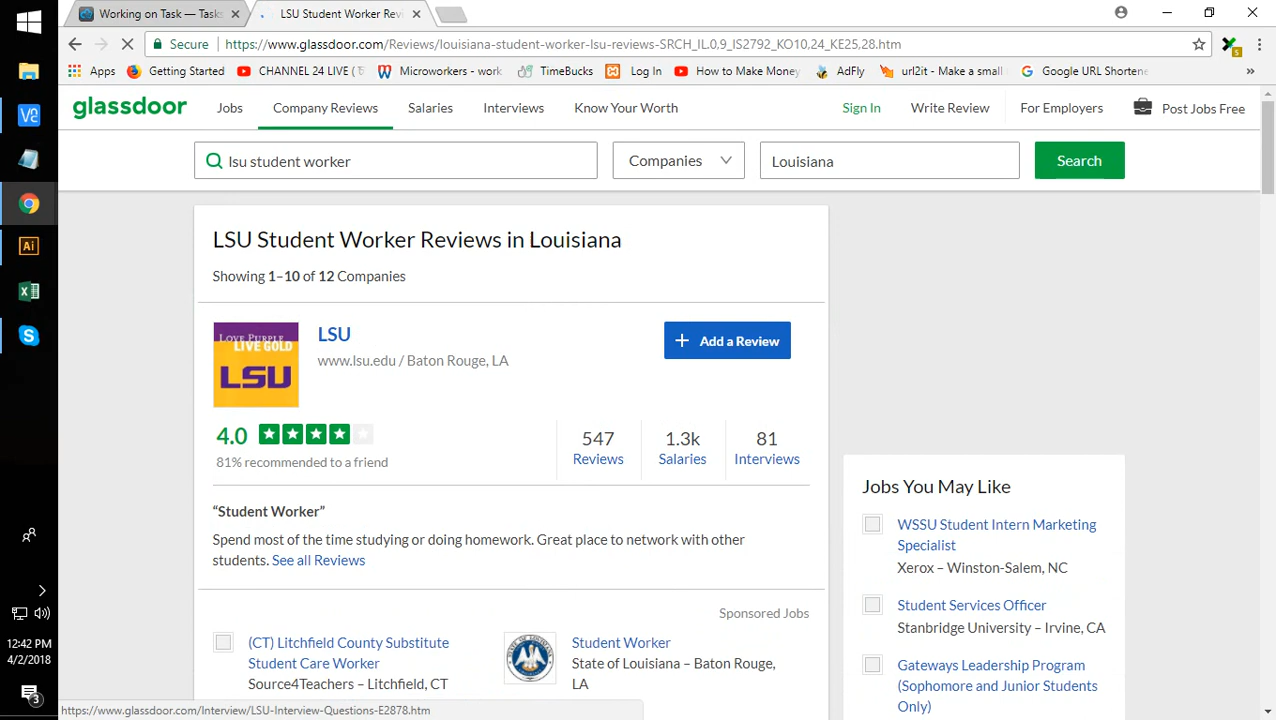 Working on Task — Tasks
LSU Student Worker Revi
Secure
https://www.glassdoor.com/Reviews/louisiana-student-worker-lsu-reviews-SRCH_IL.0,9_IS2792_KO10,24_KE25,28.htm
Apps
Getting Started
CHANNEL 24 LIVE (
Microworkers - work
TimeBucks
Log In
How to Make Money
AdFly
url2it - Make a small
Google URL Shortene
glassdoor
Jobs
Company Reviews
Salaries
Interviews
Know Your Worth
Sign In
Write Review
For Employers
Post Jobs Free
lsu student worker
Companies
Louisiana
Search
LSU Student Worker Reviews in Louisiana
Showing 1–10 of 12 Companies
LOVE PURPLE
LIVE GOLD
LSU
LSU
www.lsu.edu / Baton Rouge, LA
+ Add a Review
4.0
81% recommended to a friend
547
Reviews
1.3k
Salaries
81
Interviews
“Student Worker”
Spend most of the time studying or doing homework. Great place to network with other
students. See all Reviews
Sponsored Jobs
(CT) Litchfield County Substitute
Student Care Worker
Source4Teachers – Litchfield, CT
Student Worker
State of Louisiana – Baton Rouge,
LA
Jobs You May Like
WSSU Student Intern Marketing
Specialist
Xerox – Winston-Salem, NC
Student Services Officer
Stanbridge University – Irvine, CA
Gateways Leadership Program
(Sophomore and Junior Students
Only)
https://www.glassdoor.com/Interview/LSU-Interview-Questions-E2878.htm
Ai
12:42 PM
4/2/2018
3
5